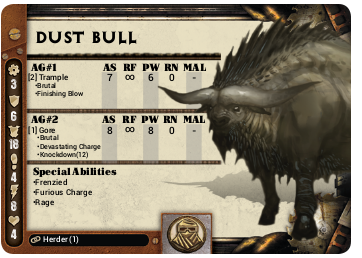 DUST BULL
AG#1 AS RF PW RN MAL
[2] Trample 7 ∞ 6 0 -
•Brutal
•Finishing Blow
AG#2 AS RF PW RN MAL
[1] Gore 8 ∞ 8 0 -
•Brutal
•Devastating Charge
•Knockdown(12)
Special Abilities
•Frenzied
•Furious Charge
•Rage
3
6
18
4
8
4
Herder (1)